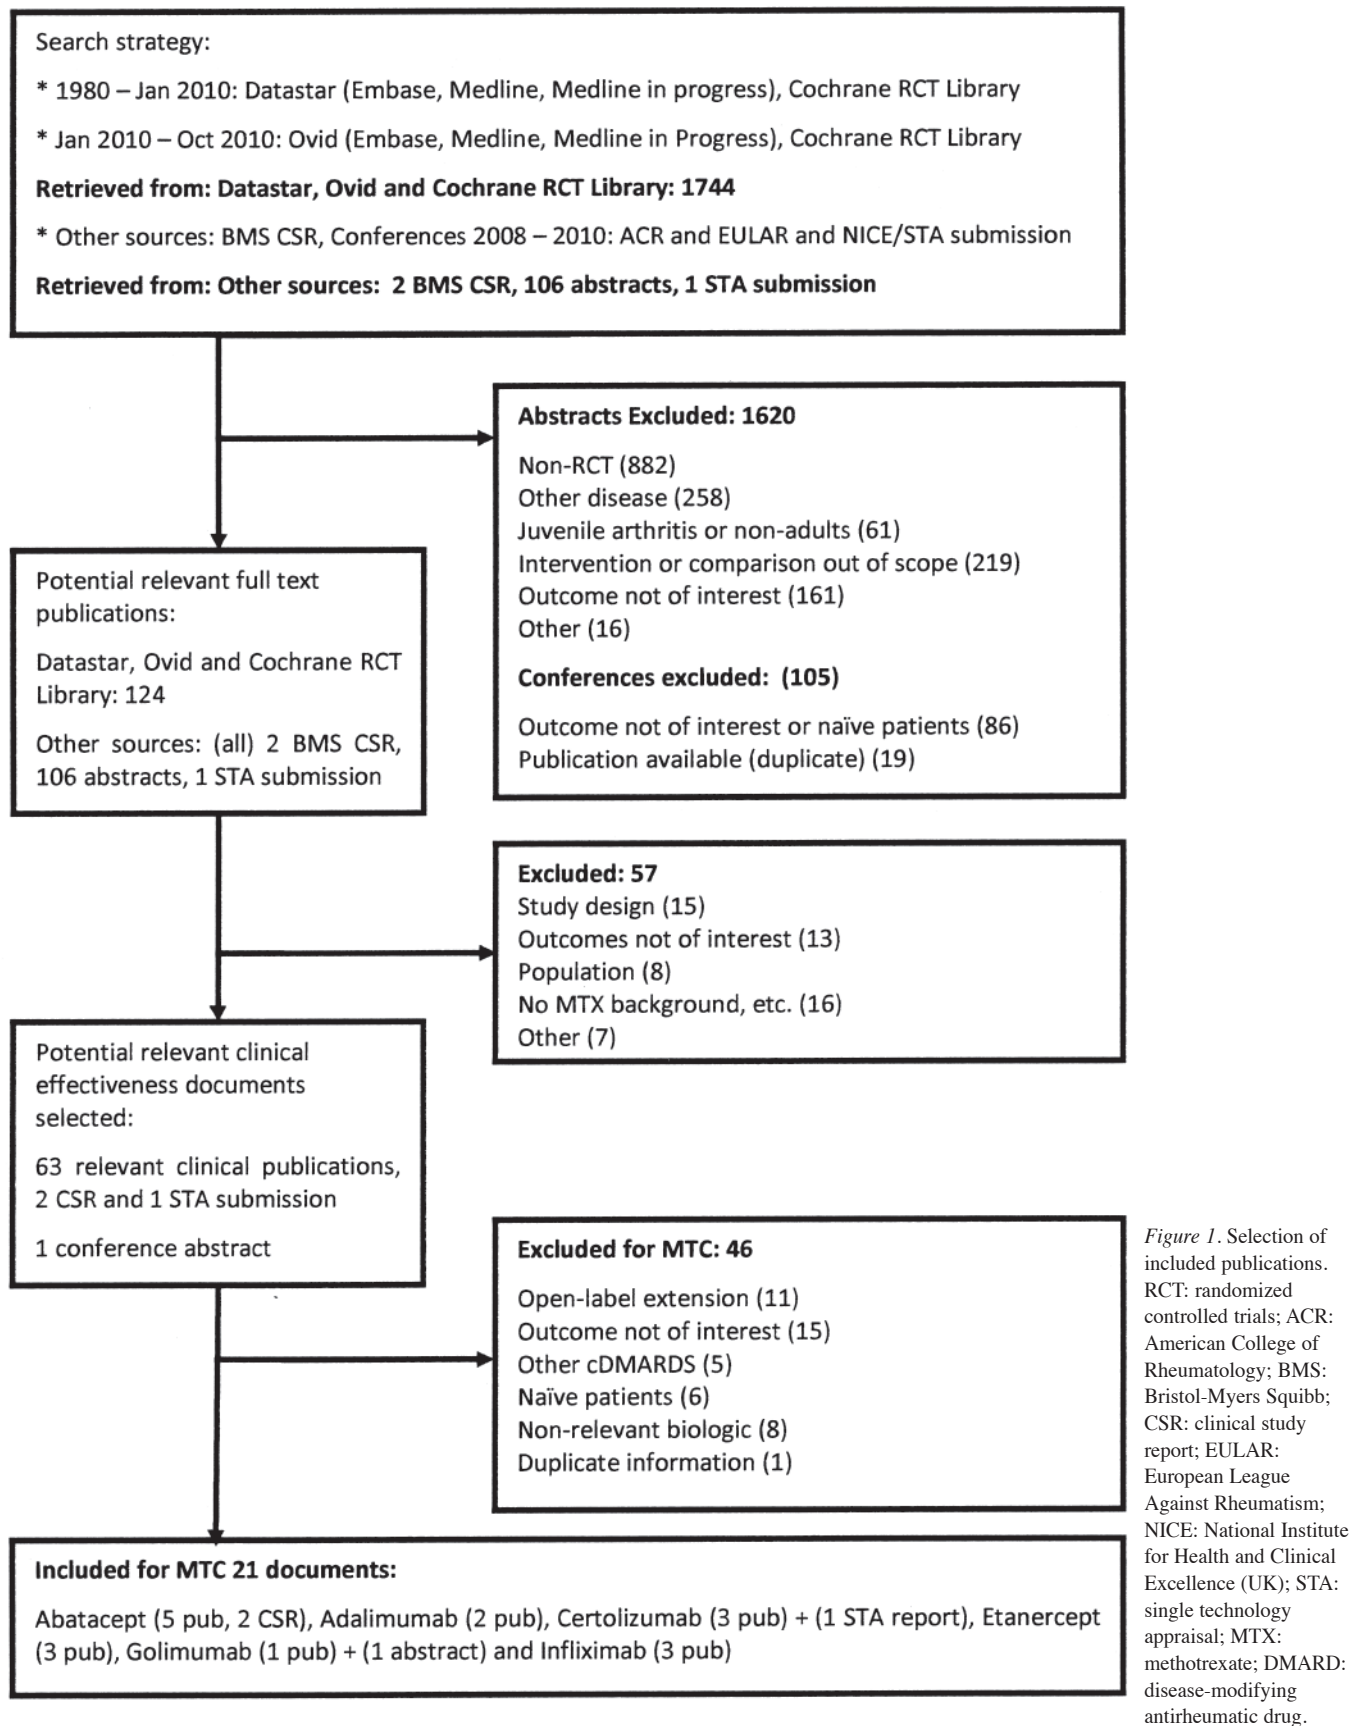 Search strategy:
* 1980 – Jan 2010: Datastar (Embase, Medline, Medline in progress), Cochrane RCT Library
* Jan 2010 – Oct 2010: Ovid (Embase, Medline, Medline in Progress), Cochrane RCT Library
Retrieved from: Datastar, Ovid and Cochrane RCT Library: 1744
* Other sources: BMS CSR, Conferences 2008 – 2010: ACR and EULAR and NICE/STA submission
Retrieved from: Other sources: 2 BMS CSR, 106 abstracts, 1 STA submission
Abstracts Excluded: 1620
Non-RCT (882)
Other disease (258)
Juvenile arthritis or non-adults (61)
Intervention or comparison out of scope (219)
Outcome not of interest (161)
Other (16)
Conferences excluded: (105)
Outcome not of interest or naïve patients (86)
Publication available (duplicate) (19)
Potential relevant full text
publications:
Datastar, Ovid and Cochrane RCT
Library: 124
Other sources: (all) 2 BMS CSR,
106 abstracts, 1 STA submission
Excluded: 57
Study design (15)
Outcomes not of interest (13)
Population (8)
No MTX background, etc. (16)
Other (7)
Potential relevant clinical
effectiveness documents
selected:
63 relevant clinical publications,
2 CSR and 1 STA submission
1 conference abstract
Excluded for MTC: 46
Open-label extension (11)
Outcome not of interest (15)
Other cDMARDS (5)
Naïve patients (6)
Non-relevant biologic (8)
Duplicate information (1)
Included for MTC 21 documents:
Abatacept (5 pub, 2 CSR), Adalimumab (2 pub), Certolizumab (3 pub) + (1 STA report), Etanercept
(3 pub), Golimumab (1 pub) + (1 abstract) and Infliximab (3 pub)
Figure 1. Selection of
included publications.
RCT: randomized
controlled trials; ACR:
American College of
Rheumatology; BMS:
Bristol-Myers Squibb;
CSR: clinical study
report; EULAR:
European League
Against Rheumatism;
NICE: National Institute
for Health and Clinical
Excellence (UK); STA:
single technology
appraisal; MTX:
methotrexate; DMARD:
disease-modifying
antirheumatic drug.